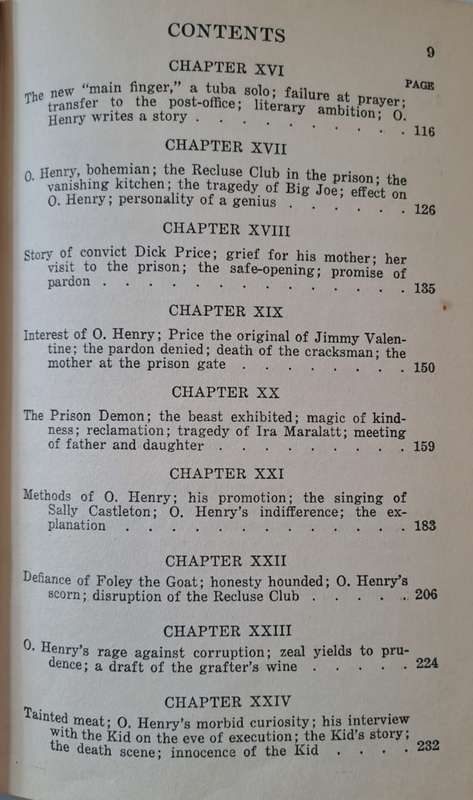 CONTENTS
9
CHAPTER XVI
PAGE
The new "main finger," a tuba solo; failure at prayer;
transfer to the post-office; literary ambition; O.
Henry writes a story . . . . . . . . . . 116
CHAPTER XVII
O. Henry, bohemian; the Recluse Club in the prison; the
vanishing kitchen; the tragedy of Big Joe; effect on
O. Henry; personality of a genius . . . . . . 126
CHAPTER XVIII
Story of convict Dick Price; grief for his mother; her
visit to the prison; the safe-opening; promise of
pardon . . . . . . . . . . . . . . 135
CHAPTER XIX
Interest of O. Henry; Price the original of Jimmy Valen-
tine; the pardon denied; death of the cracksman; the
mother at the prison gate . . . . . . . . 150
CHAPTER XX
The Prison Demon; the beast exhibited; magic of kind-
ness; reclamation; tragedy of Ira Maralatt; meeting
of father and daughter . . . . . . . . . 159
CHAPTER XXI
Methods of O. Henry; his promotion; the singing of
Sally Castleton; O. Henry's indifference; the ex-
planation . . . . . . . . . . . . . 183
CHAPTER XXII
Defiance of Foley the Goat; honesty hounded; O. Henry's
scorn; disruption of the Recluse Club . . . . . 206
CHAPTER XXIII
O. Henry's rage against corruption; zeal yields to pru-
dence; a draft of the grafter's wine . . . . . 224
CHAPTER XXIV
Tainted meat; O. Henry's morbid curiosity; his interview
with the Kid on the eve of execution; the Kid's story;
the death scene; innocence of the Kid . . . . 232